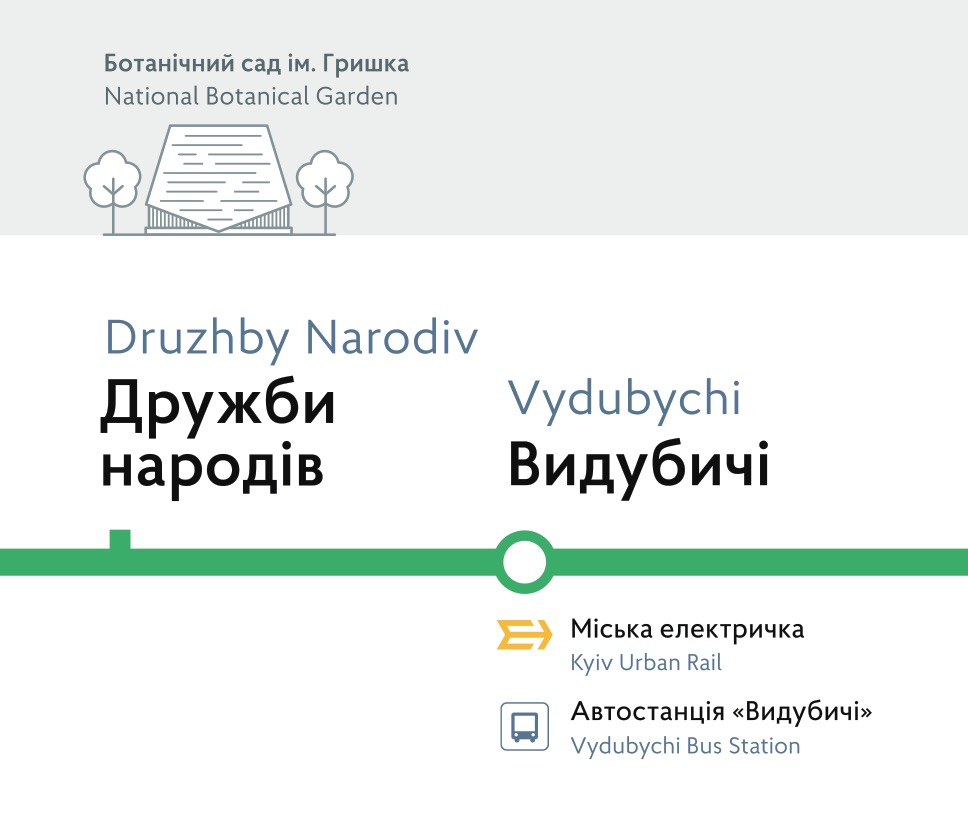 Ботанічний сад ім. Гришка
National Botanical Garden
Druzhby Narodiv
Дружби
народів
Vydubychi
Видубичі
Міська електричка
Kyiv Urban Rail
Автостанція «Видубичі»
Vydubychi Bus Station